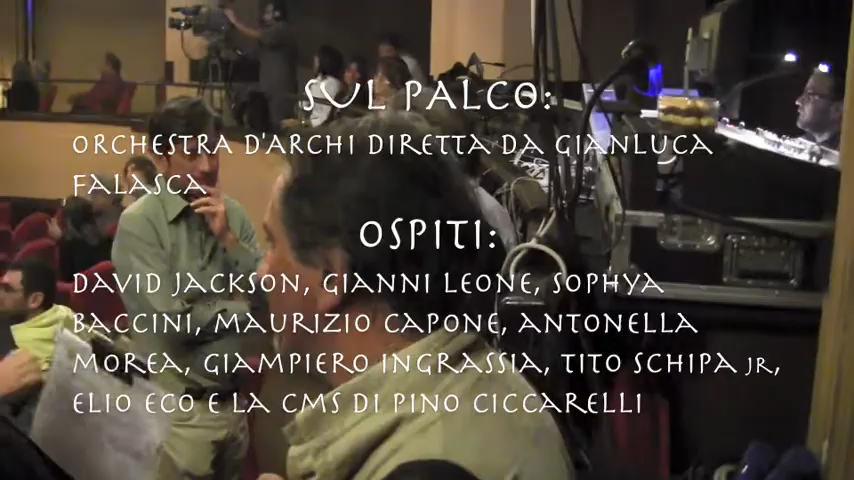 SUL PALCO:
ORCHESTRA D'ARCHI DIRETTA DA GIANLUCA
FALASCA
OSPITI:
DAVID JACKSON, GIANNI LEONE, SOPHYA
BACCINI, MAURIZIO CAPONE, ANTONELLA
MOREA, GIAMPIERO INGRASSIA, TITO SCHIPA JR,
ELIO ECO E LA CMS DI PINO CICCARELLI